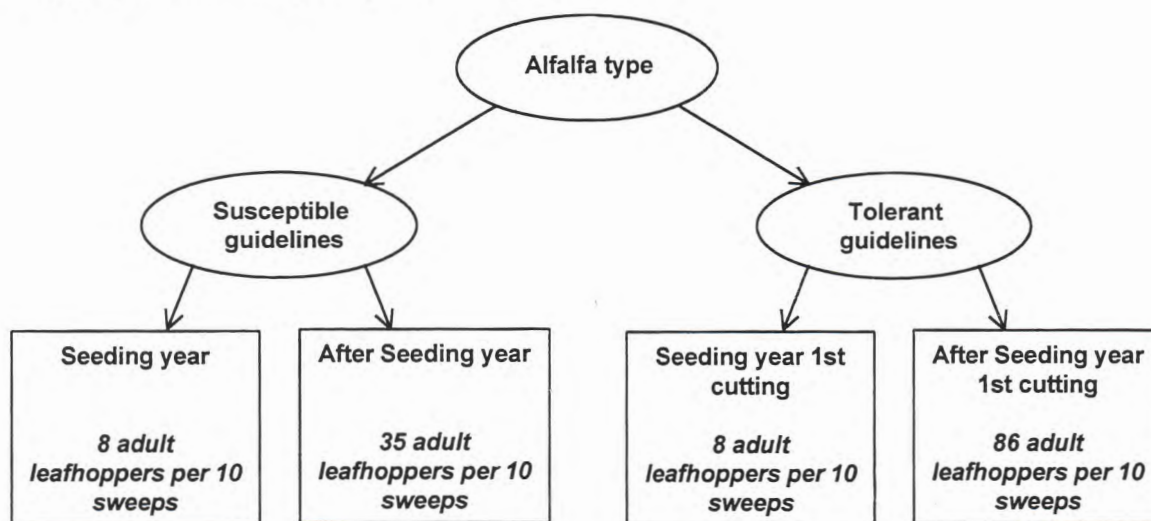 Alfalfa type
Susceptible
guidelines
Tolerant
guidelines
Seeding year
8 adult
leafhoppers per 10
sweeps
After Seeding year
35 adult
leafhoppers per 10
sweeps
Seeding year 1st
cutting
8 adult
leafhoppers per 10
sweeps
After Seeding year
1st cutting
86 adult
leafhoppers per 10
sweeps